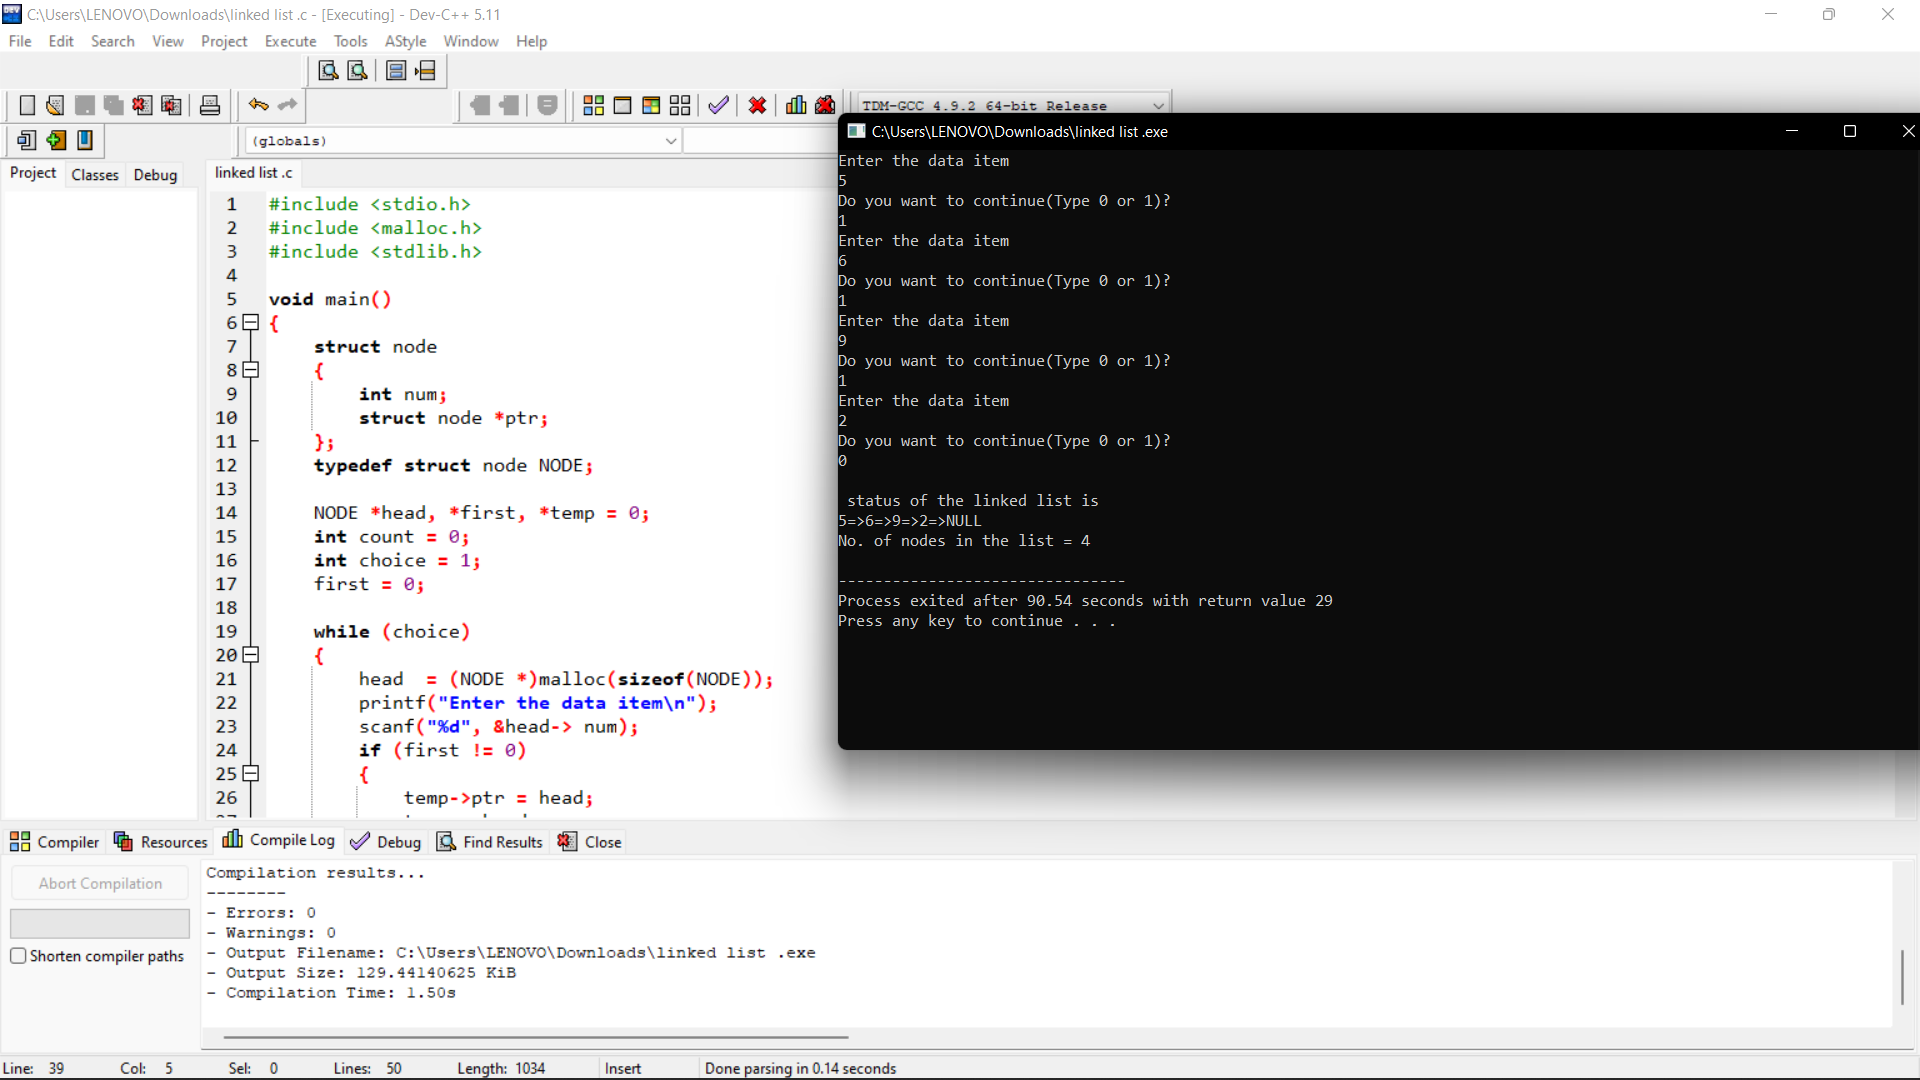 C:\Users\LENOVO\Downloads\linked list .c - [Executing] - Dev-C++ 5.11
File Edit Search View Project Execute Tools AStyle Window Help
TDM-GCC 4.9.2 64-bit Release
(globals)
Project Classes Debug
linked list .c
1 #include <stdio.h>
2 #include <malloc.h>
3 #include <stdlib.h>
4
5 void main()
6 {
7 struct node
8 {
9 int num;
10 struct node *ptr;
11 };
12 typedef struct node NODE;
13
14 NODE *head, *first, *temp = 0;
15 int count = 0;
16 int choice = 1;
17 first = 0;
18
19 while (choice)
20 {
21 head  = (NODE *)malloc(sizeof(NODE));
22 printf("Enter the data item\n");
23 scanf("%d", &head-> num);
24 if (first != 0)
25 {
26 temp->ptr = head;
C:\Users\LENOVO\Downloads\linked list .exe
Enter the data item
5
Do you want to continue(Type 0 or 1)?
1
Enter the data item
6
Do you want to continue(Type 0 or 1)?
1
Enter the data item
9
Do you want to continue(Type 0 or 1)?
1
Enter the data item
2
Do you want to continue(Type 0 or 1)?
0
status of the linked list is
5=>6=>9=>2=>NULL
No. of nodes in the list = 4
--------------------------------
Process exited after 90.54 seconds with return value 29
Press any key to continue . . .
Compiler Resources Compile Log Debug Find Results Close
Abort Compilation
Shorten compiler paths
Compilation results...
--------
- Errors: 0
- Warnings: 0
- Output Filename: C:\Users\LENOVO\Downloads\linked list .exe
- Output Size: 129.44140625 KiB
- Compilation Time: 1.50s
Line: 39 Col: 5 Sel: 0 Lines: 50 Length: 1034 Insert Done parsing in 0.14 seconds